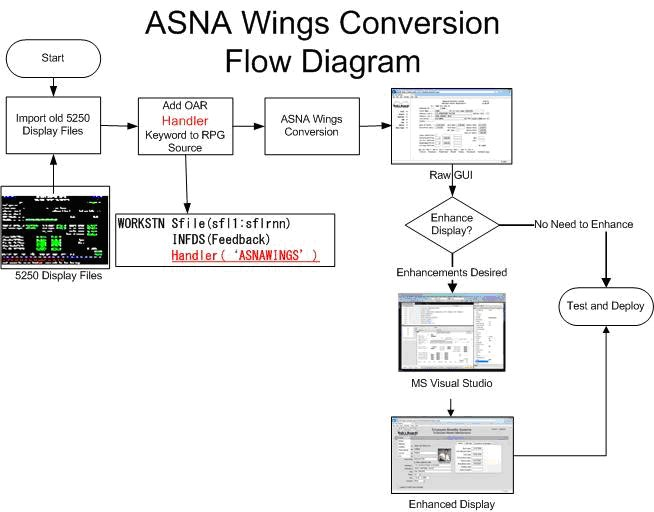 ASNA Wings Conversion
Flow Diagram
Start
Import old 5250
Display Files
Add OAR
Handler
Keyword to RPG
Source
ASNA Wings
Conversion
Raw GUI
5250 Display Files
WORKSTN Sfile(sfl1:sflrnn)
INFDS(Feedback)
Handler( ‘ASNAWINGS’ )
Enhance
Display?
No Need to Enhance
Enhancements Desired
Test and Deploy
MS Visual Studio
Enhanced Display